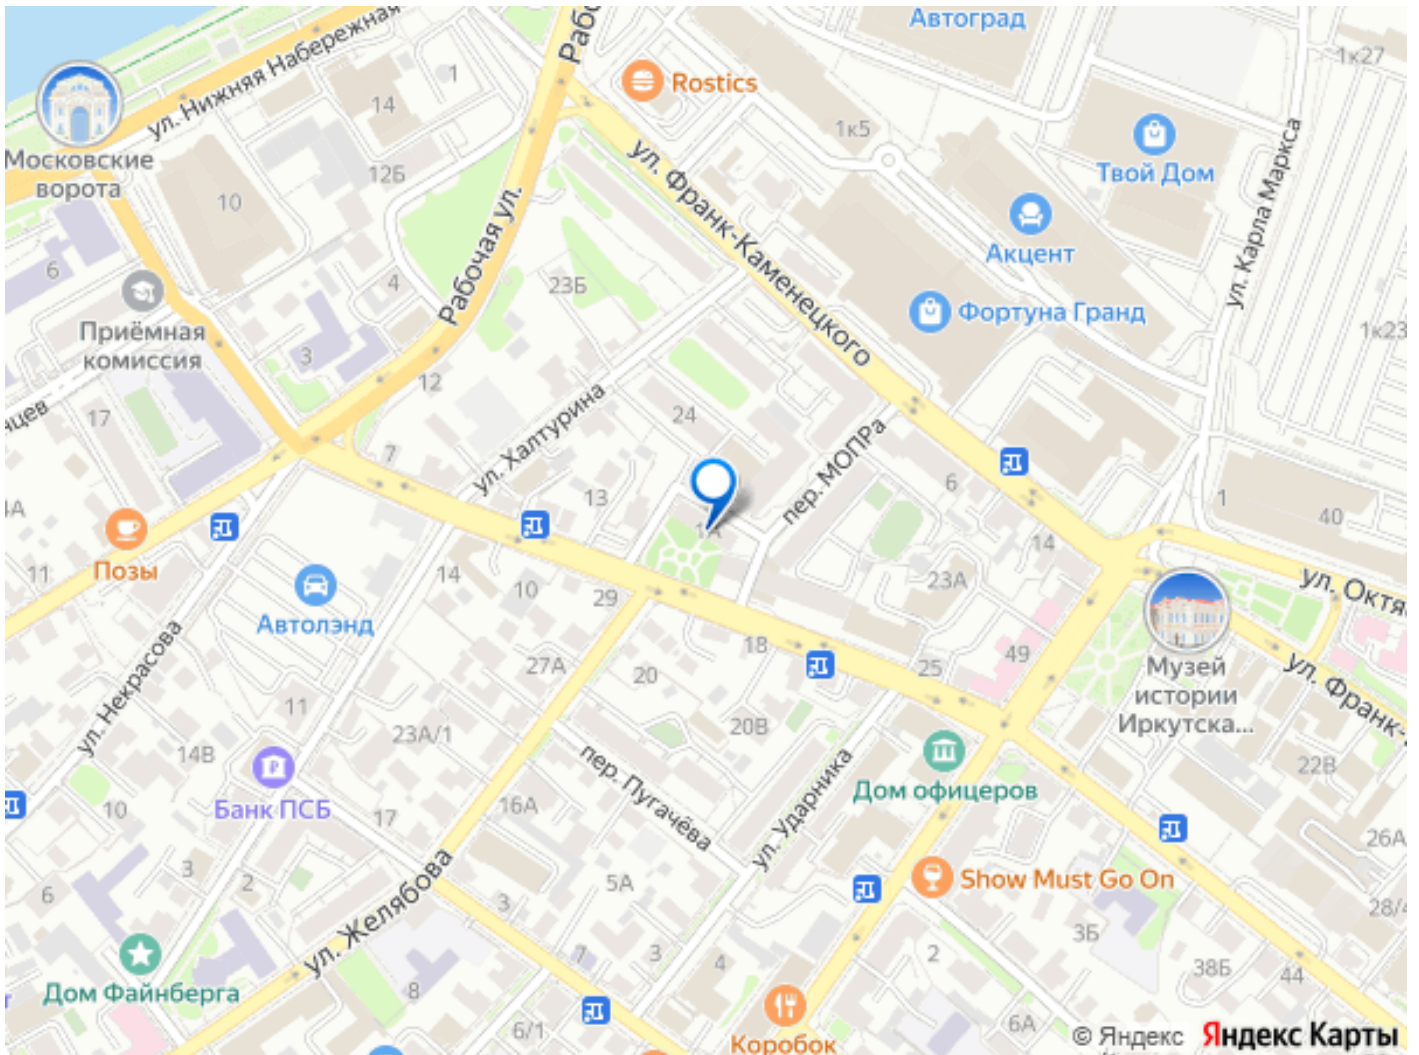 Автоград
1к27
Рабо
1
Rostics
14
ул. Нижняя Набережная
1к5
Московские
ворота
12Б
ул. Франк-Каменецкого
Твой Дом
ул. Карла Маркса
10
Рабочая ул.
Акцент
6
4
23Б
Фортуна Гранд
Приёмная
комиссия
3
1к23
12
нцев
17
24
ул. Халтурина
пер. МОПРа
7
13
6
1
40
4А
1А
14
Позы
11
14
10
29
23А
ул. Октя
Автолэнд
ул. Некрасова
27А
20
18
25
49
Музей
истории
Иркутска...
ул. Франк-
11
23А/1
20В
14В
22В
Банк ПСБ
пер. Пугачёва
ул. Ударника
Дом офицеров
10
17
16А
26А
3
2
5А
Show Must Go On
6
ул. Желябова
3
28/4
3Б
Дом Файнберга
7
3
4
2
38Б
44
8
6/1
Коробок
6А
© Яндекс Яндекс Карты